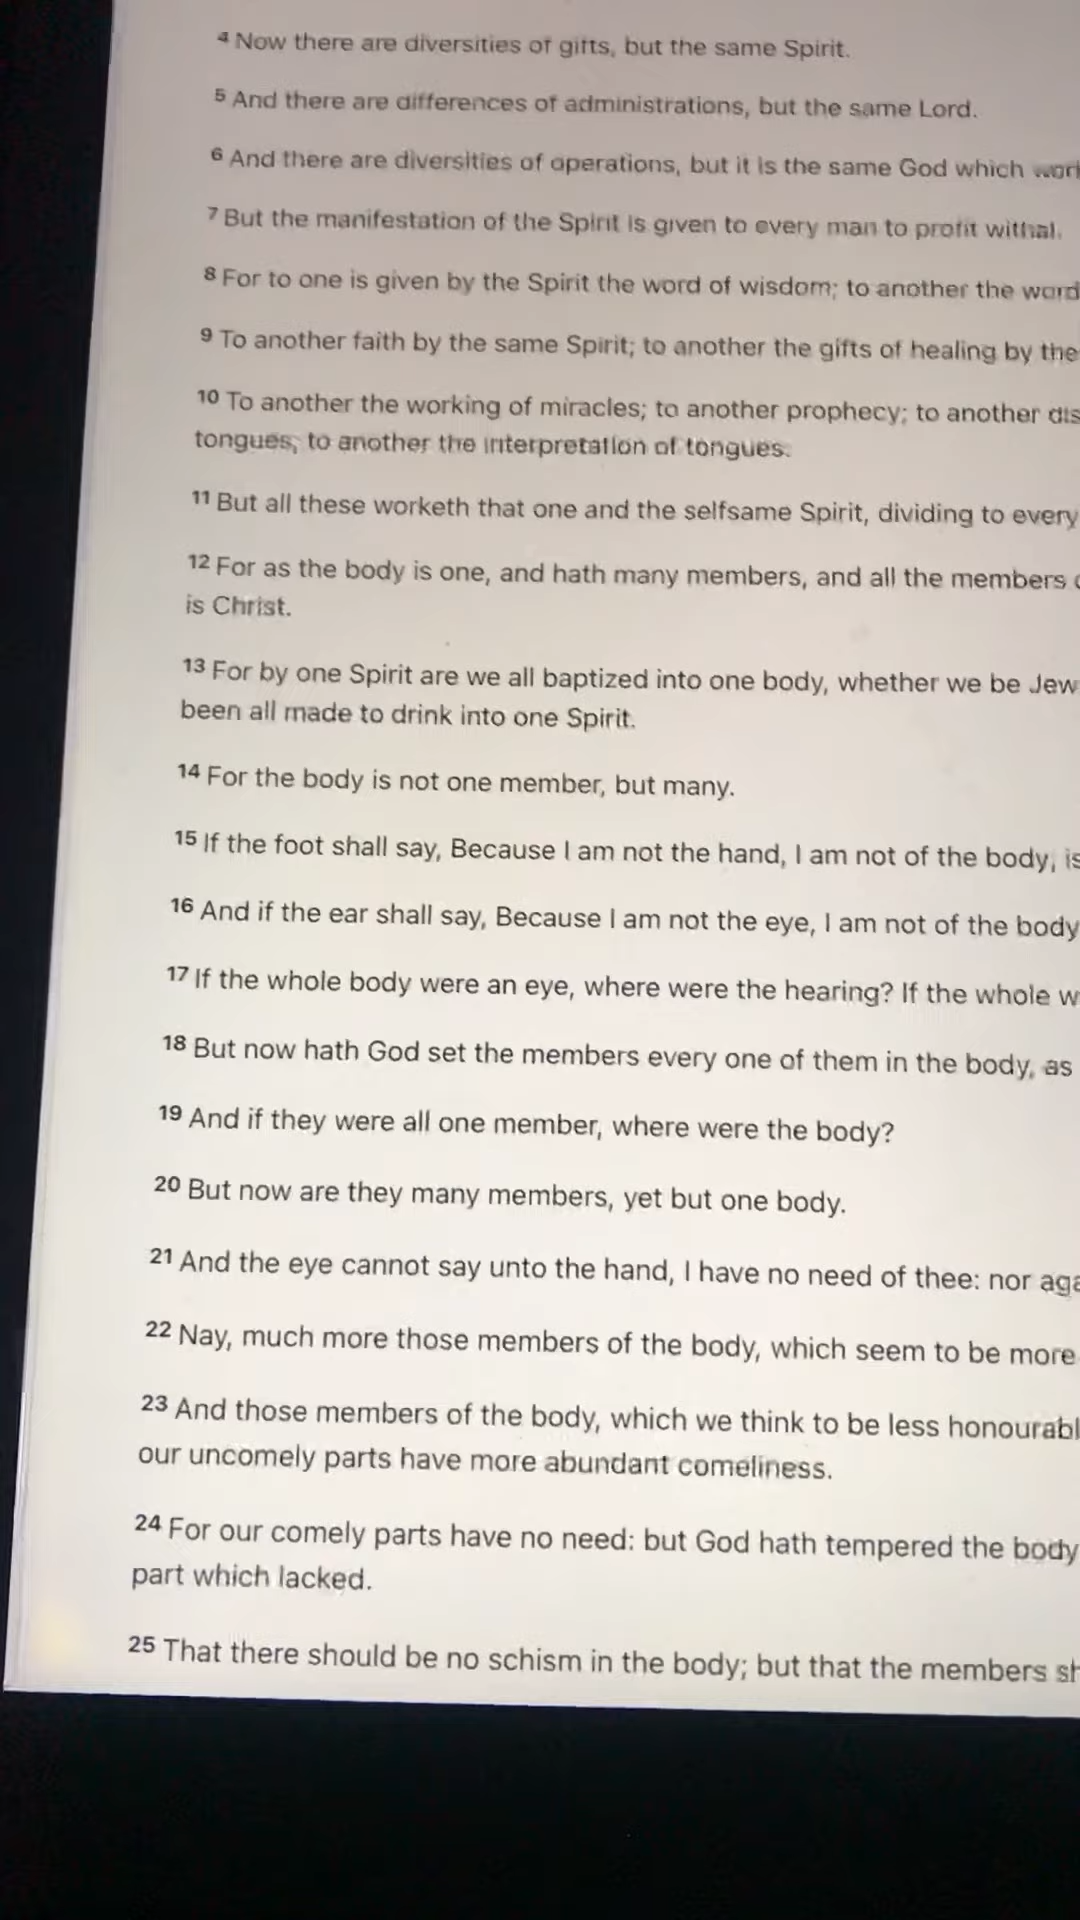 4 Now there are diversities of gifts, but the same Spirit.
5 And there are differences of administrations, but the same Lord.
6 And there are diversities of operations, but it is the same God which
7 But the manifestation of the Spirit is given to every man to profit withal.
8 For to one is given by the Spirit the word of wisdom; to another the word
9 To another faith by the same Spirit; to another the gifts of healing by the
10 To another the working of miracles; to another prophecy; to another dis
tongues; to another the interpretation of tongues.
11 But all these worketh that one and the selfsame Spirit, dividing to every
12 For as the body is one, and hath many members, and all the members
is Christ.
13 For by one Spirit are we all baptized into one body, whether we be Jew
been all made to drink into one Spirit.
14 For the body is not one member, but many.
15 If the foot shall say, Because I am not the hand, I am not of the body, is
16 And if the ear shall say, Because I am not the eye, I am not of the body
17 If the whole body were an eye, where were the hearing? If the whole w
18 But now hath God set the members every one of them in the body, as
19 And if they were all one member, where were the body?
20 But now are they many members, yet but one body.
21 And the eye cannot say unto the hand, I have no need of thee: nor aga
22 Nay, much more those members of the body, which seem to be more
23 And those members of the body, which we think to be less honourabl
our uncomely parts have more abundant comeliness.
24 For our comely parts have no need: but God hath tempered the body
part which lacked.
25 That there should be no schism in the body; but that the members sh